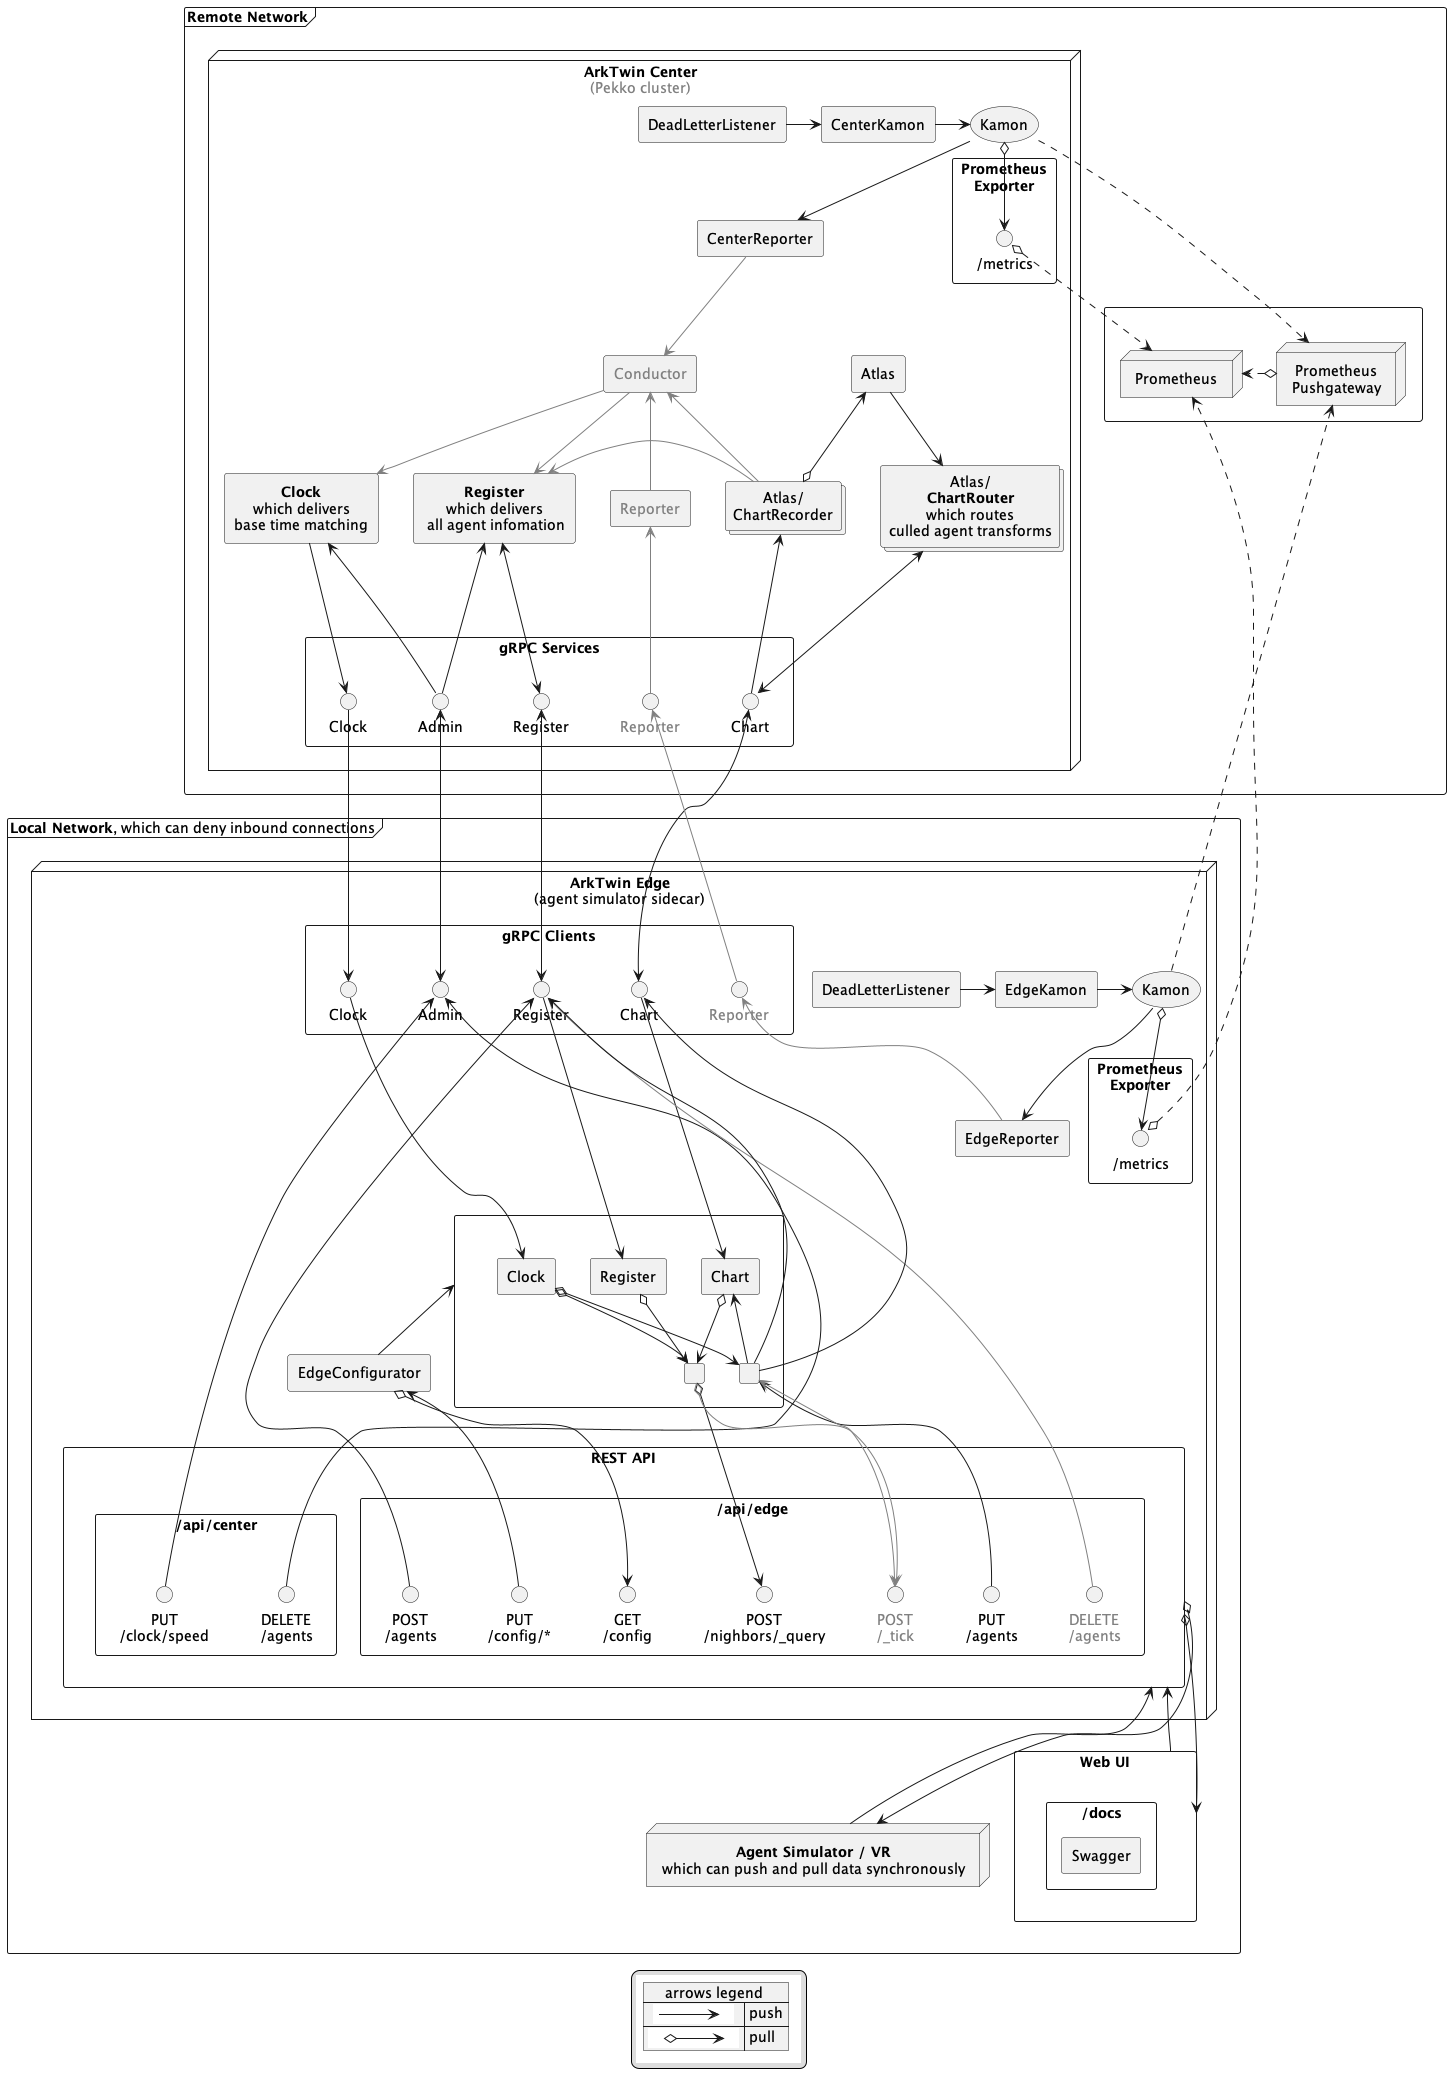 Remote Network
ArkTwin Center
(Pekko cluster)
DeadLetterListener
CenterKamon
Kamon
Prometheus
Exporter
CenterReporter
/metrics
Conductor
Atlas
Prometheus
Prometheus
Pushgateway
Clock
which delivers
base time matching
Register
which delivers
all agent infomation
Reporter
Atlas/
ChartRecorder
Atlas/
ChartRouter
which routes
culled agent transforms
gRPC Services
Clock
Admin
Register
Reporter
Chart
Local Network, which can deny inbound connections
ArkTwin Edge
(agent simulator sidecar)
gRPC Clients
Clock
Admin
Register
Chart
Reporter
DeadLetterListener
EdgeKamon
Kamon
Prometheus
Exporter
EdgeReporter
/metrics
Clock
Register
Chart
EdgeConfigurator
REST API
/api/center
PUT
/clock/speed
DELETE
/agents
/api/edge
POST
/agents
PUT
/config/*
GET
/config
POST
/neighbors/_query
POST
/_tick
PUT
/agents
DELETE
/agents
Web UI
/docs
Swagger
Agent Simulator / VR
which can push and pull data synchronously
arrows legend
push
pull